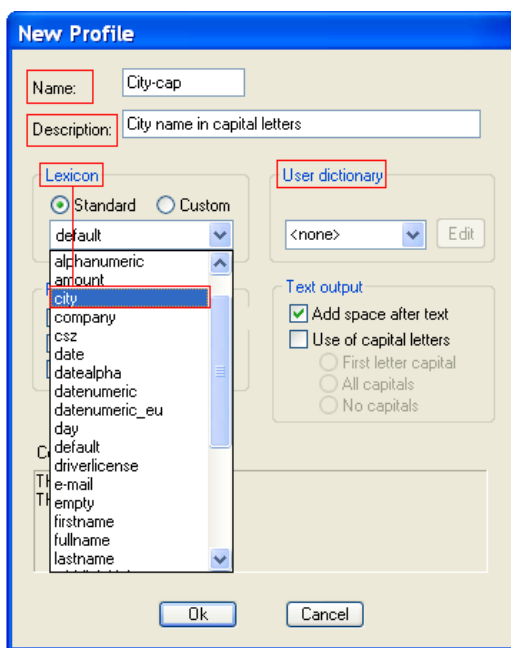 New Profile
Name: City-cap
Description: City name in capital letters
Lexicon User dictionary
Standard Custom
default <none> Edit
alphanumeric
amount Text output
city Add space after text
company Use of capital letters
csz First letter capital
date All capitals
datealpha No capitals
datenumeric
datenumeric_eu
day
default
driverlicense
e-mail
empty
firstname
fullname
lastname
Ok Cancel